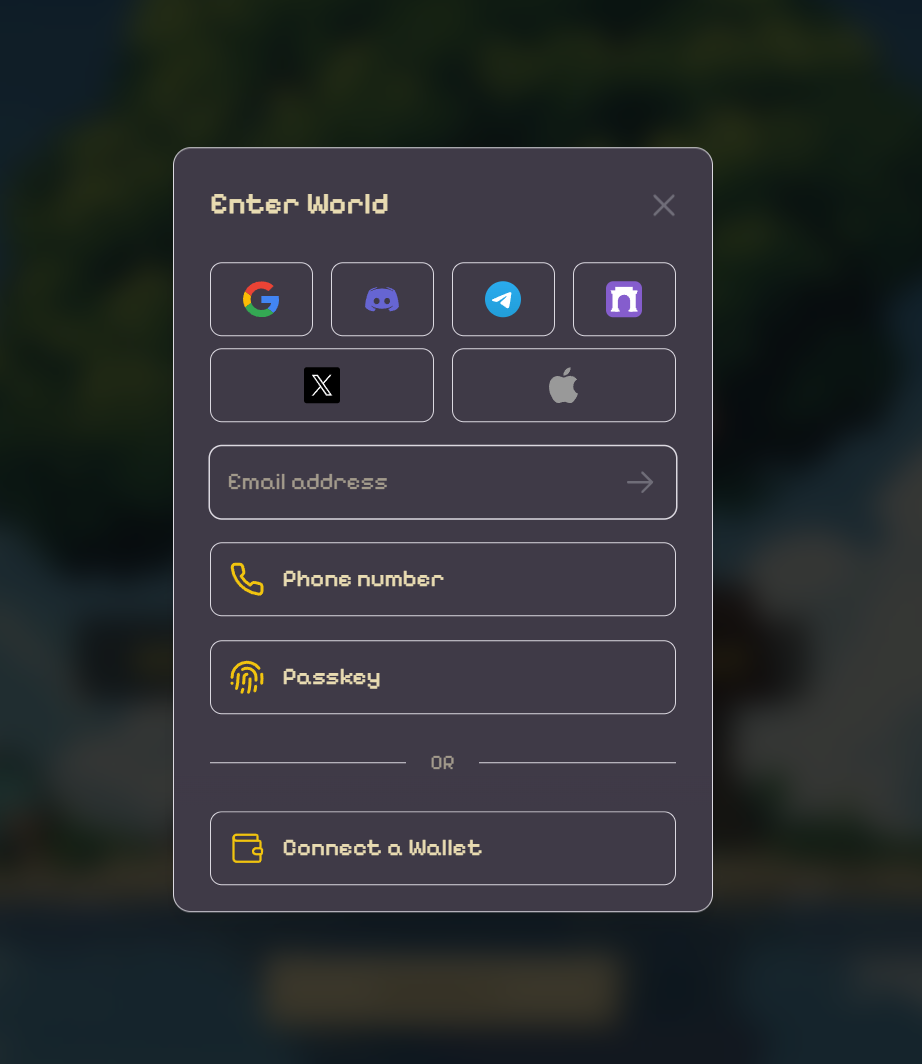 Enter World
Email address
Phone number
Passkey
OR
Connect a Wallet